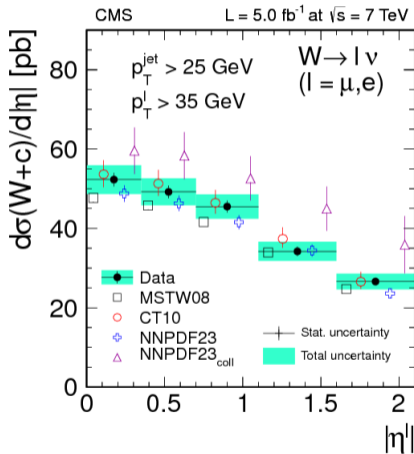 CMS L = 5.0 fb⁻¹ at √s = 7 TeV
p_T^jet > 25 GeV
p_T^l > 35 GeV
W → l ν
(l = μ,e)
dσ(W+c)/d|η| [pb]
80
60
40
20
0
Data
MSTW08
CT10
NNPDF23
NNPDF23_coll
Stat. uncertainty
Total uncertainty
0 0.5 1 1.5 2
|η^l|